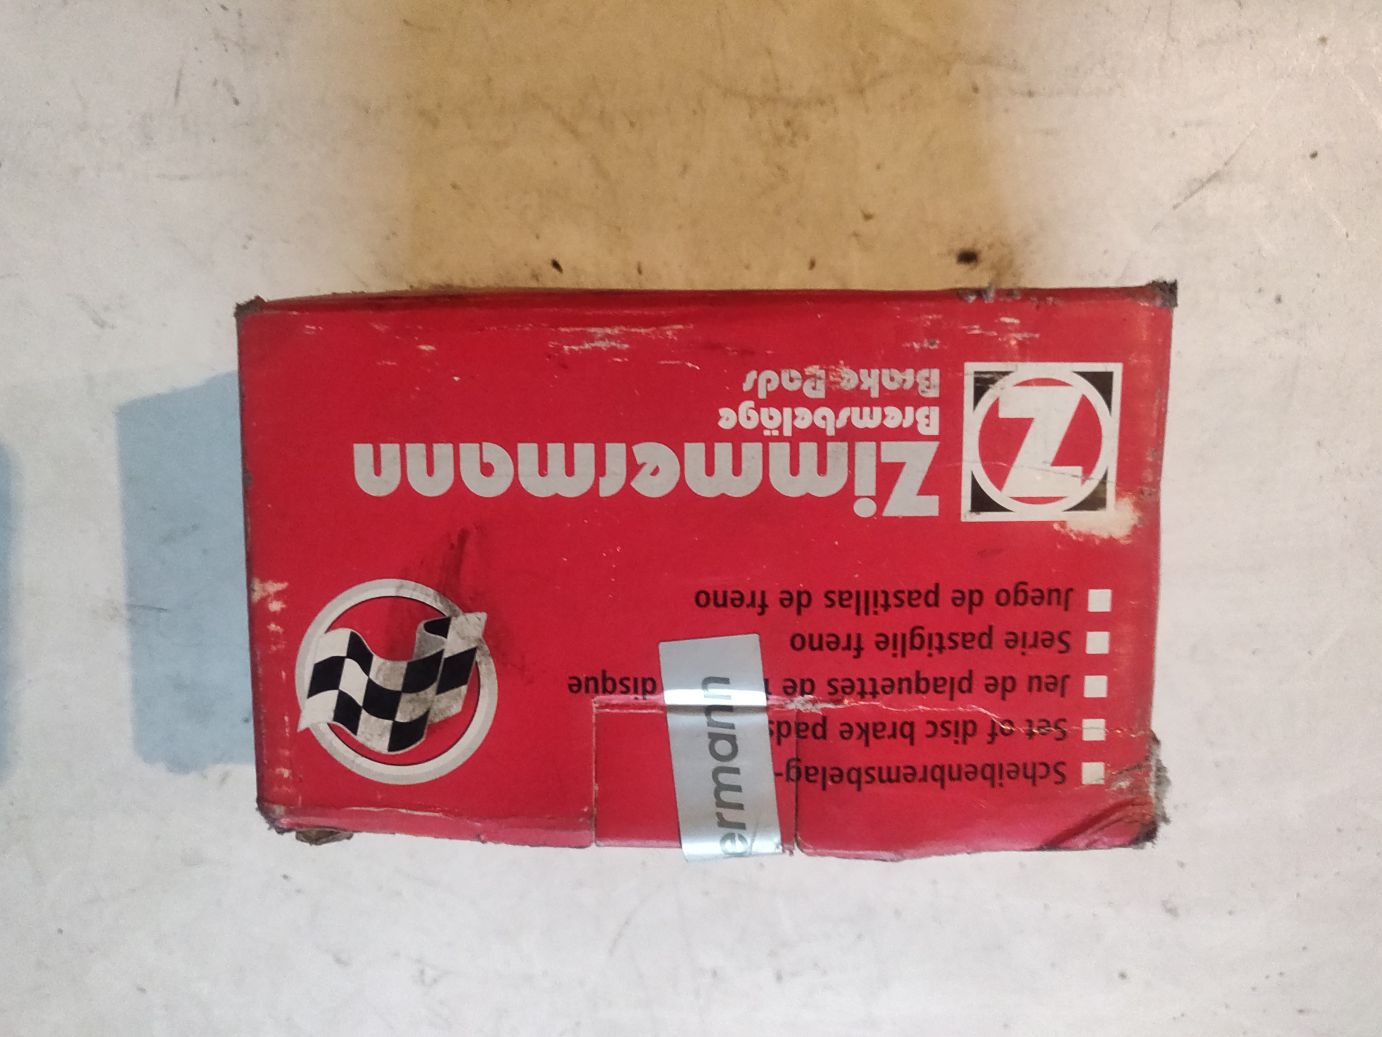 Z
Zimmermann
Bremsbeläge
Brake Pads
Scheibenbremsbelag-
Set of disc brake pads
Jeu de plaquettes de disque
Serie pastiglie freno
Juego de pastillas de freno
ermann